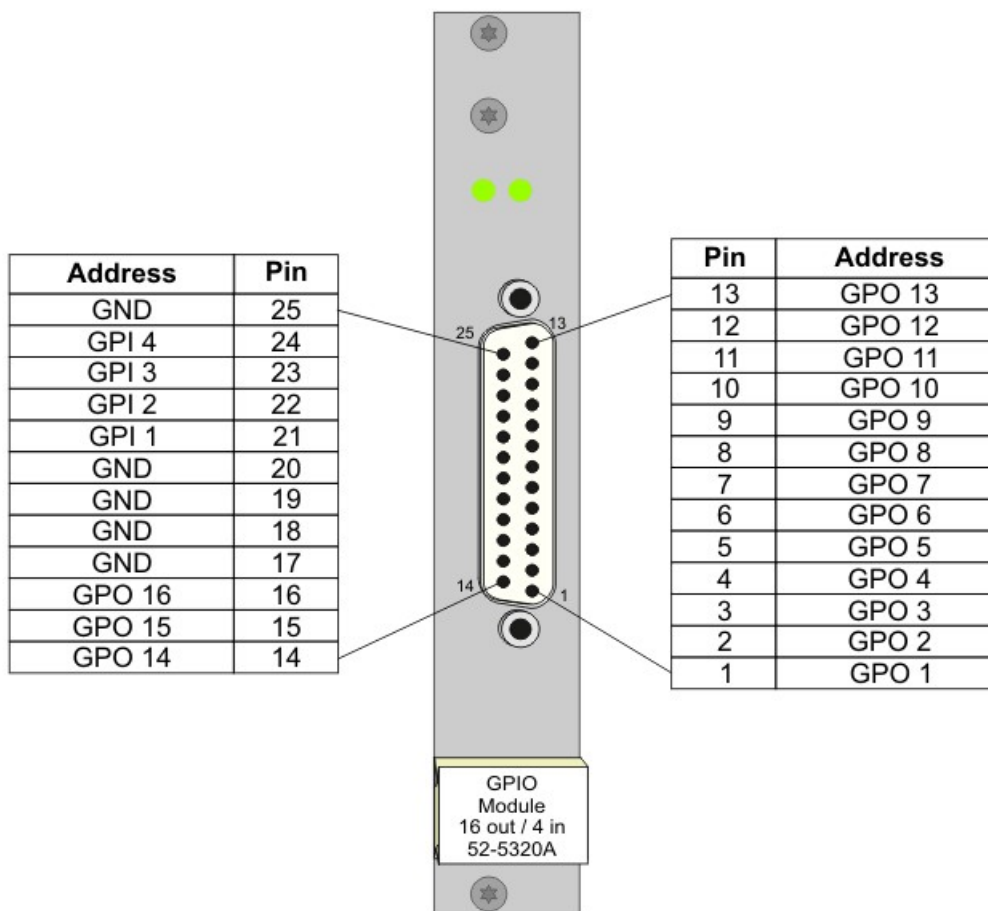 Address Pin
GND 25
GPI 4 24
GPI 3 23
GPI 2 22
GPI 1 21
GND 20
GND 19
GND 18
GND 17
GPO 16 16
GPO 15 15
GPO 14 14
25 13
14 1
Pin Address
13 GPO 13
12 GPO 12
11 GPO 11
10 GPO 10
9 GPO 9
8 GPO 8
7 GPO 7
6 GPO 6
5 GPO 5
4 GPO 4
3 GPO 3
2 GPO 2
1 GPO 1
GPIO
Module
16 out / 4 in
52-5320A